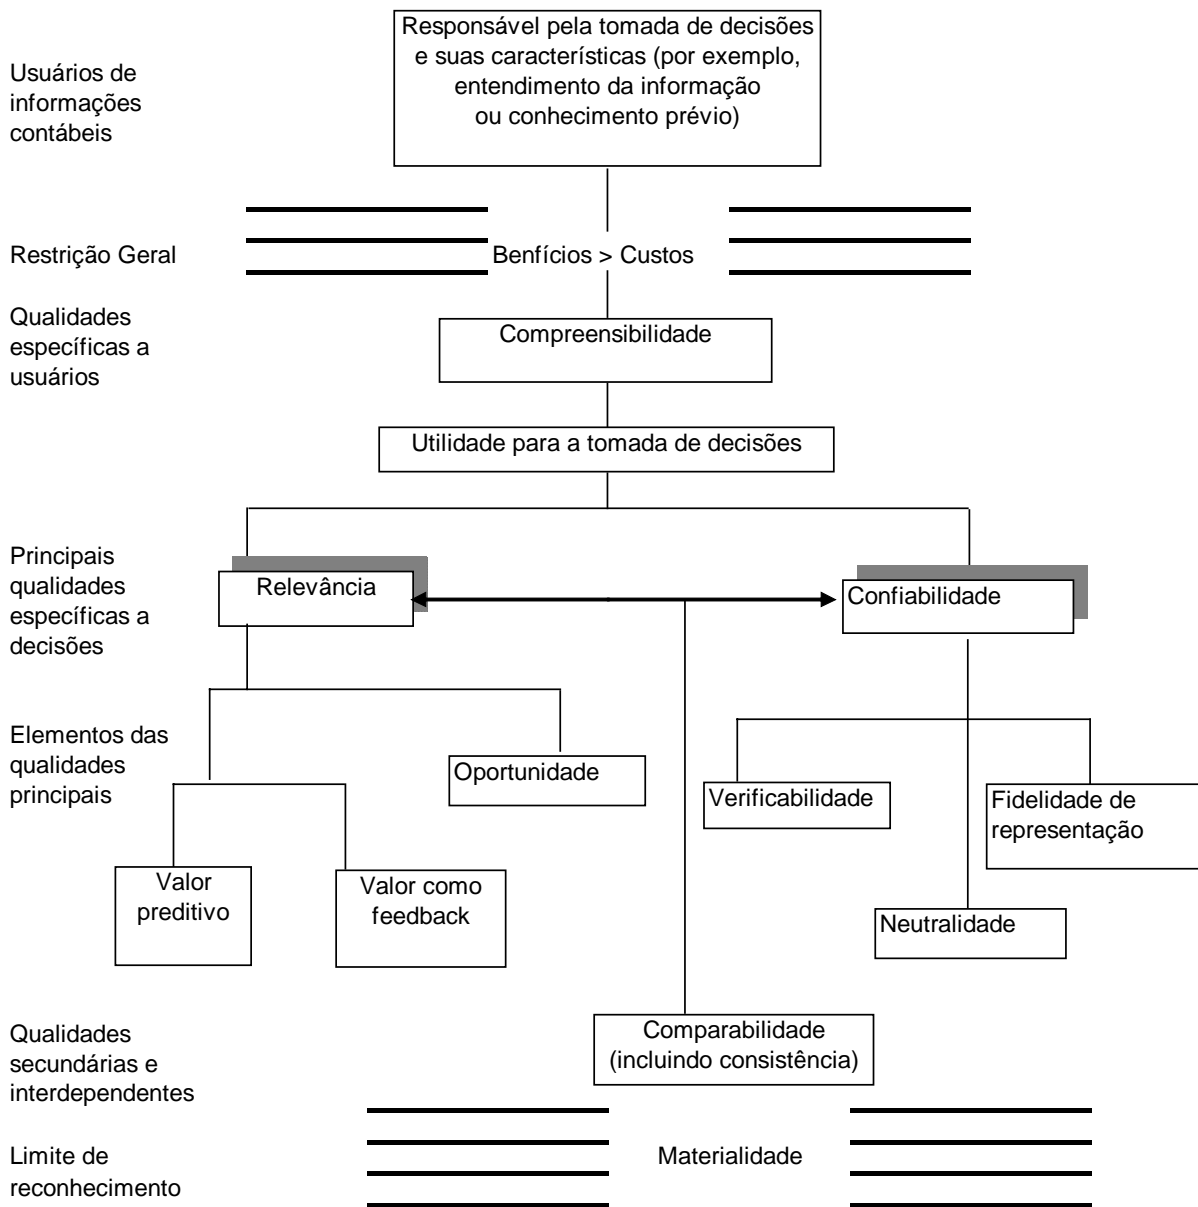 Responsável pela tomada de decisões
e suas características (por exemplo,
entendimento da informação
ou conhecimento prévio)
Usuários de
informações
contábeis
Restrição Geral
Benfícios > Custos
Qualidades
específicas a
usuários
Compreensibilidade
Utilidade para a tomada de decisões
Principais
qualidades
específicas a
decisões
Relevância
Confiabilidade
Elementos das
qualidades
principais
Oportunidade
Verificabilidade
Fidelidade de
representação
Valor
preditivo
Valor como
feedback
Neutralidade
Qualidades
secundárias e
interdependentes
Comparabilidade
(incluindo consistência)
Limite de
reconhecimento
Materialidade